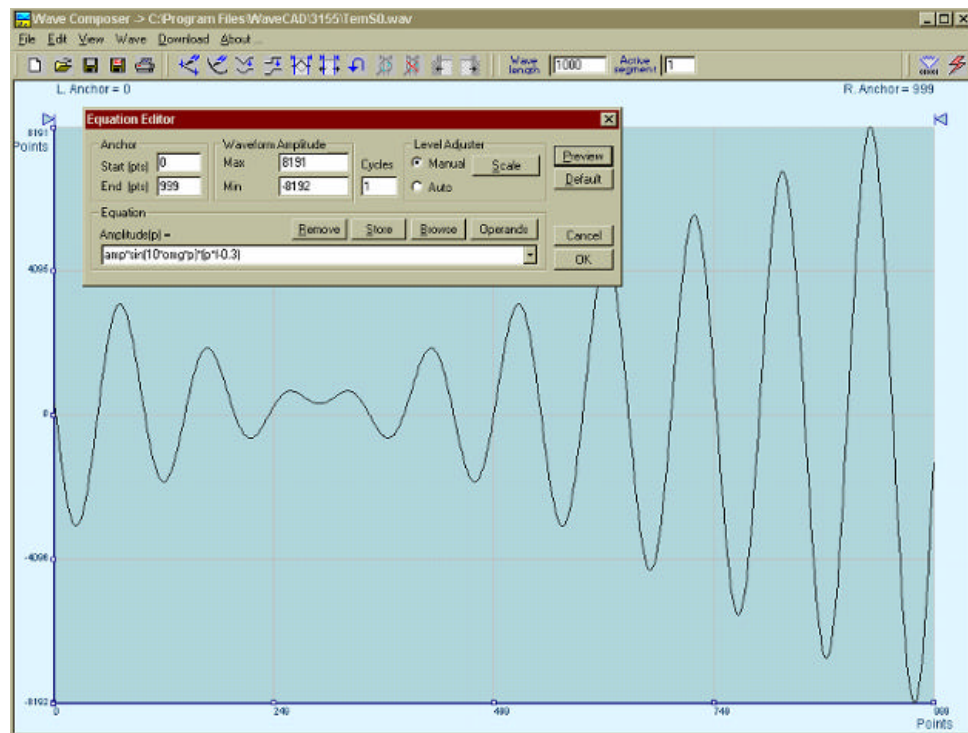 Wave Composer -> C:\Program Files\WaveCAD\3155\TemS0.wav
File Edit View Wave Download About...
Wave length 1000 Active segment 1
L. Anchor = 0 R. Anchor = 999
Equation Editor
Anchor Waveform Amplitude Level Adjuster
Start (pts) 0 Max 8191 Cycles Manual Scale Preview
End (pts) 999 Min -8192 1 Auto Default
Equation
Amplitude(p) = Remove Store Browse Operands Cancel
amp*sin(10*omg*p)*(p*I-0.3) OK
8191
Points
4095
0
-4096
-8192
0 249 499 749 999
Points